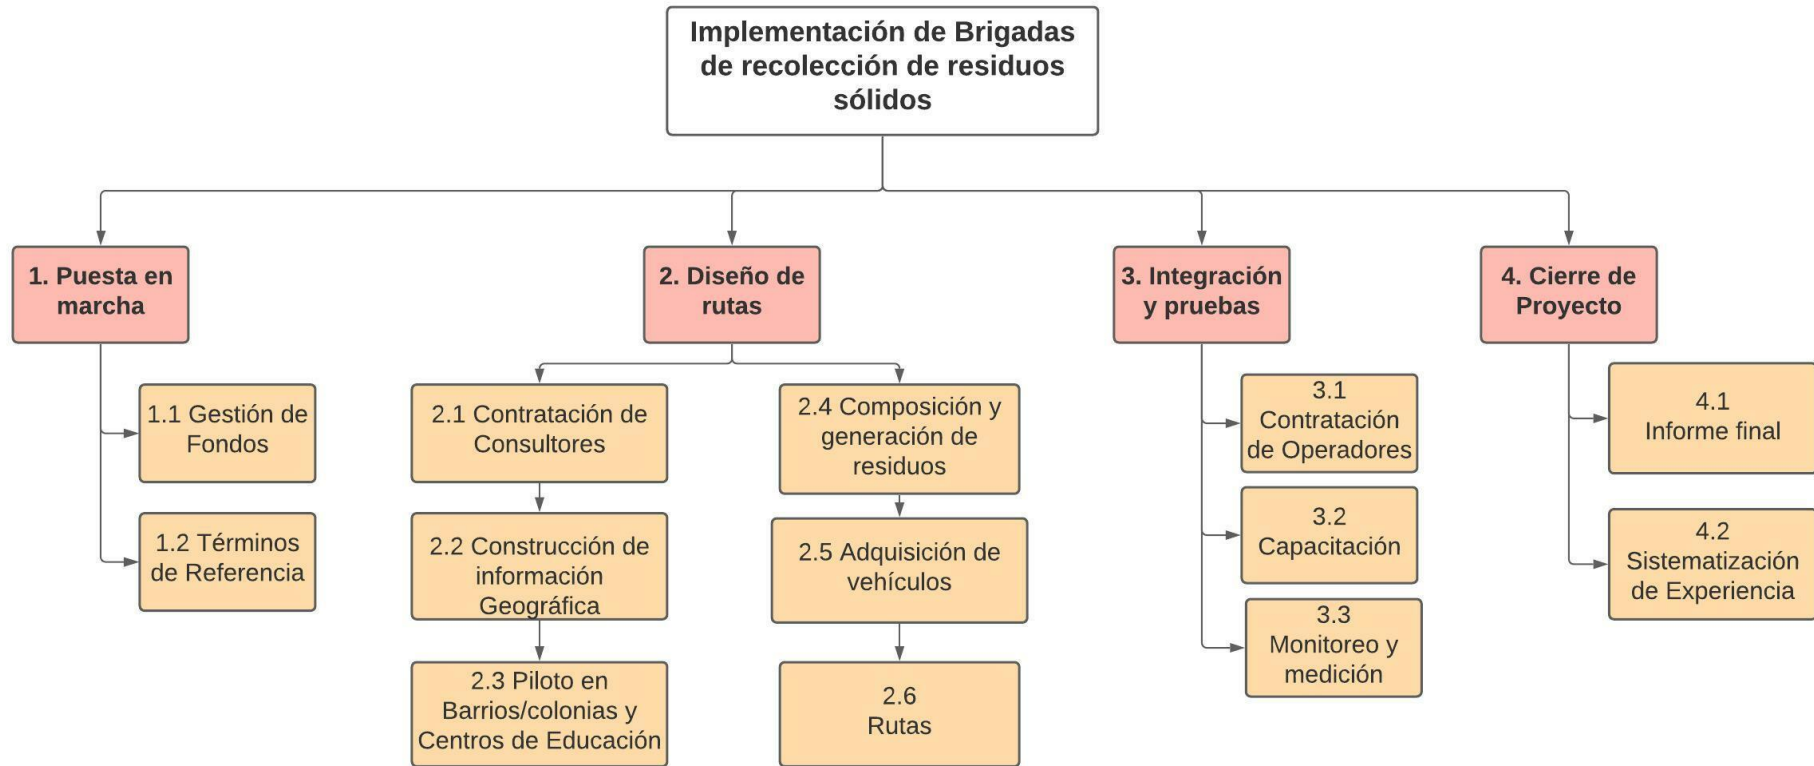 Implementación de Brigadas
de recolección de residuos
sólidos
1. Puesta en
marcha
2. Diseño de
rutas
3. Integración
y pruebas
4. Cierre de
Proyecto
1.1 Gestión de
Fondos
1.2 Términos
de Referencia
2.1 Contratación de
Consultores
2.2 Construcción de
información
Geográfica
2.3 Piloto en
Barrios/colonias y
Centros de Educación
2.4 Composición y
generación de
residuos
2.5 Adquisición de
vehículos
2.6
Rutas
3.1
Contratación
de Operadores
3.2
Capacitación
3.3
Monitoreo y
medición
4.1
Informe final
4.2
Sistematización
de Experiencia